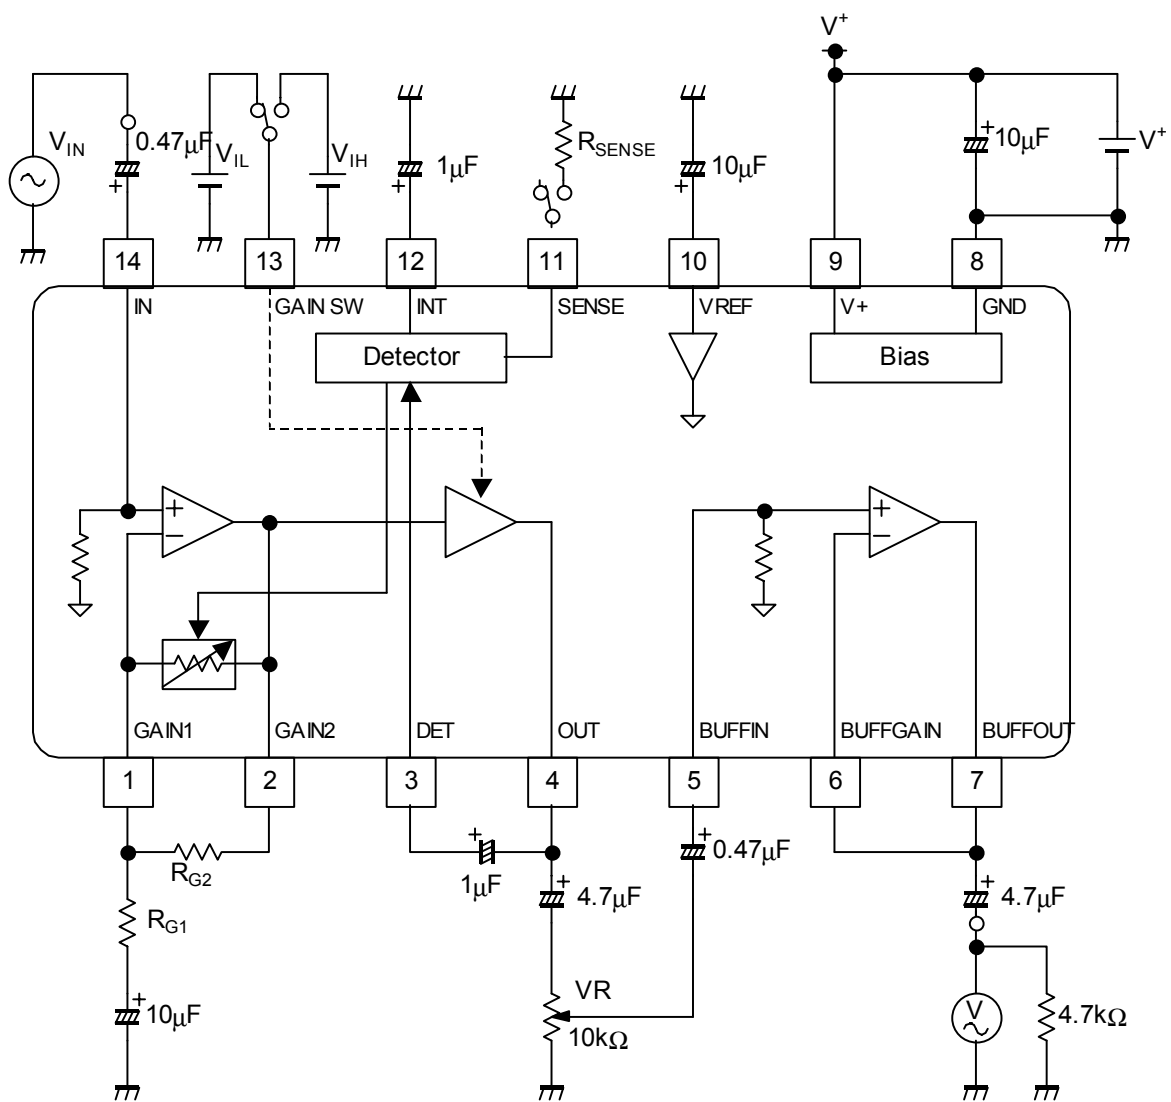 V+
VIN
0.47μF
+
VIL
VIH
1μF
+
RSENSE
10μF
+
+
10μF
V+
14
13
12
11
10
9
8
IN
GAIN SW
INT
SENSE
VREF
V+
GND
Detector
Bias
+
−
+
−
GAIN1
GAIN2
DET
OUT
BUFFIN
BUFFGAIN
BUFFOUT
1
2
3
4
5
6
7
RG2
+
1μF
+
0.47μF
RG1
+
4.7μF
+
4.7μF
+
10μF
VR
10kΩ
V
4.7kΩ